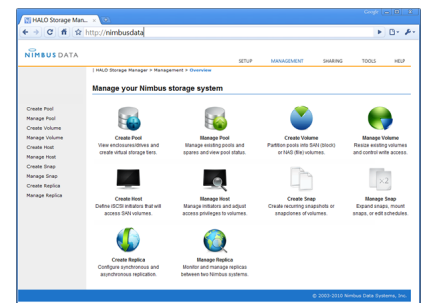 Google
HALO Storage Man...
http://nimbusdata
NIMBUS DATA
SETUP MANAGEMENT SHARING TOOLS HELP
| HALO Storage Manager > Management > Overview
Manage your Nimbus storage system
Create Pool
Manage Pool
Create Volume
Manage Volume
Create Host
Manage Host
Create Snap
Manage Snap
Create Replica
Manage Replica
Create Pool
View enclosures/drives and
create virtual storage tiers.
Manage Pool
Manage existing pools and
spares and view pool status.
Create Volume
Partition pools into SAN (block)
or NAS (file) volumes.
Manage Volume
Resize existing volumes
and control write access.
Create Host
Define iSCSI initiators that will
access SAN volumes.
Manage Host
Manage initiators and adjust
access privileges to volumes.
Create Snap
Create recurring snapshots or
snapclones of volumes.
Manage Snap
Expand snaps, mount
snaps, or edit schedules.
Create Replica
Configure synchronous and
asynchronous replication.
Manage Replica
Monitor and manage replicas
between two Nimbus systems.
© 2003-2010 Nimbus Data Systems, Inc.